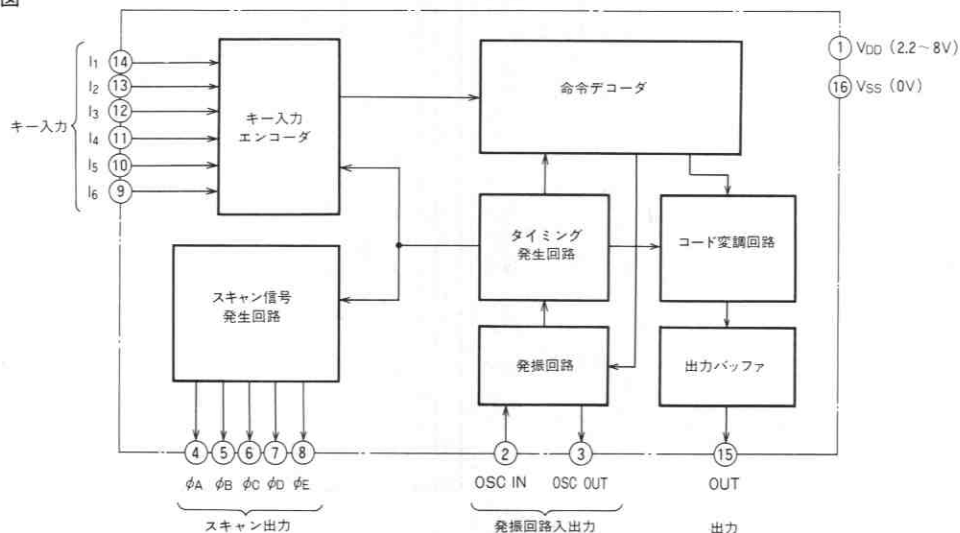 図
キー入力
I1 14
I2 13
I3 12
I4 11
I5 10
I6 9
キー入力
エンコーダ
命令デコーダ
1 VDD (2.2~8V)
16 VSS (0V)
タイミング
発生回路
コード変調回路
スキャン信号
発生回路
発振回路
出力バッファ
4 5 6 7 8 2 3 15
φA φB φC φD φE OSC IN OSC OUT OUT
スキャン出力 発振回路入出力 出力